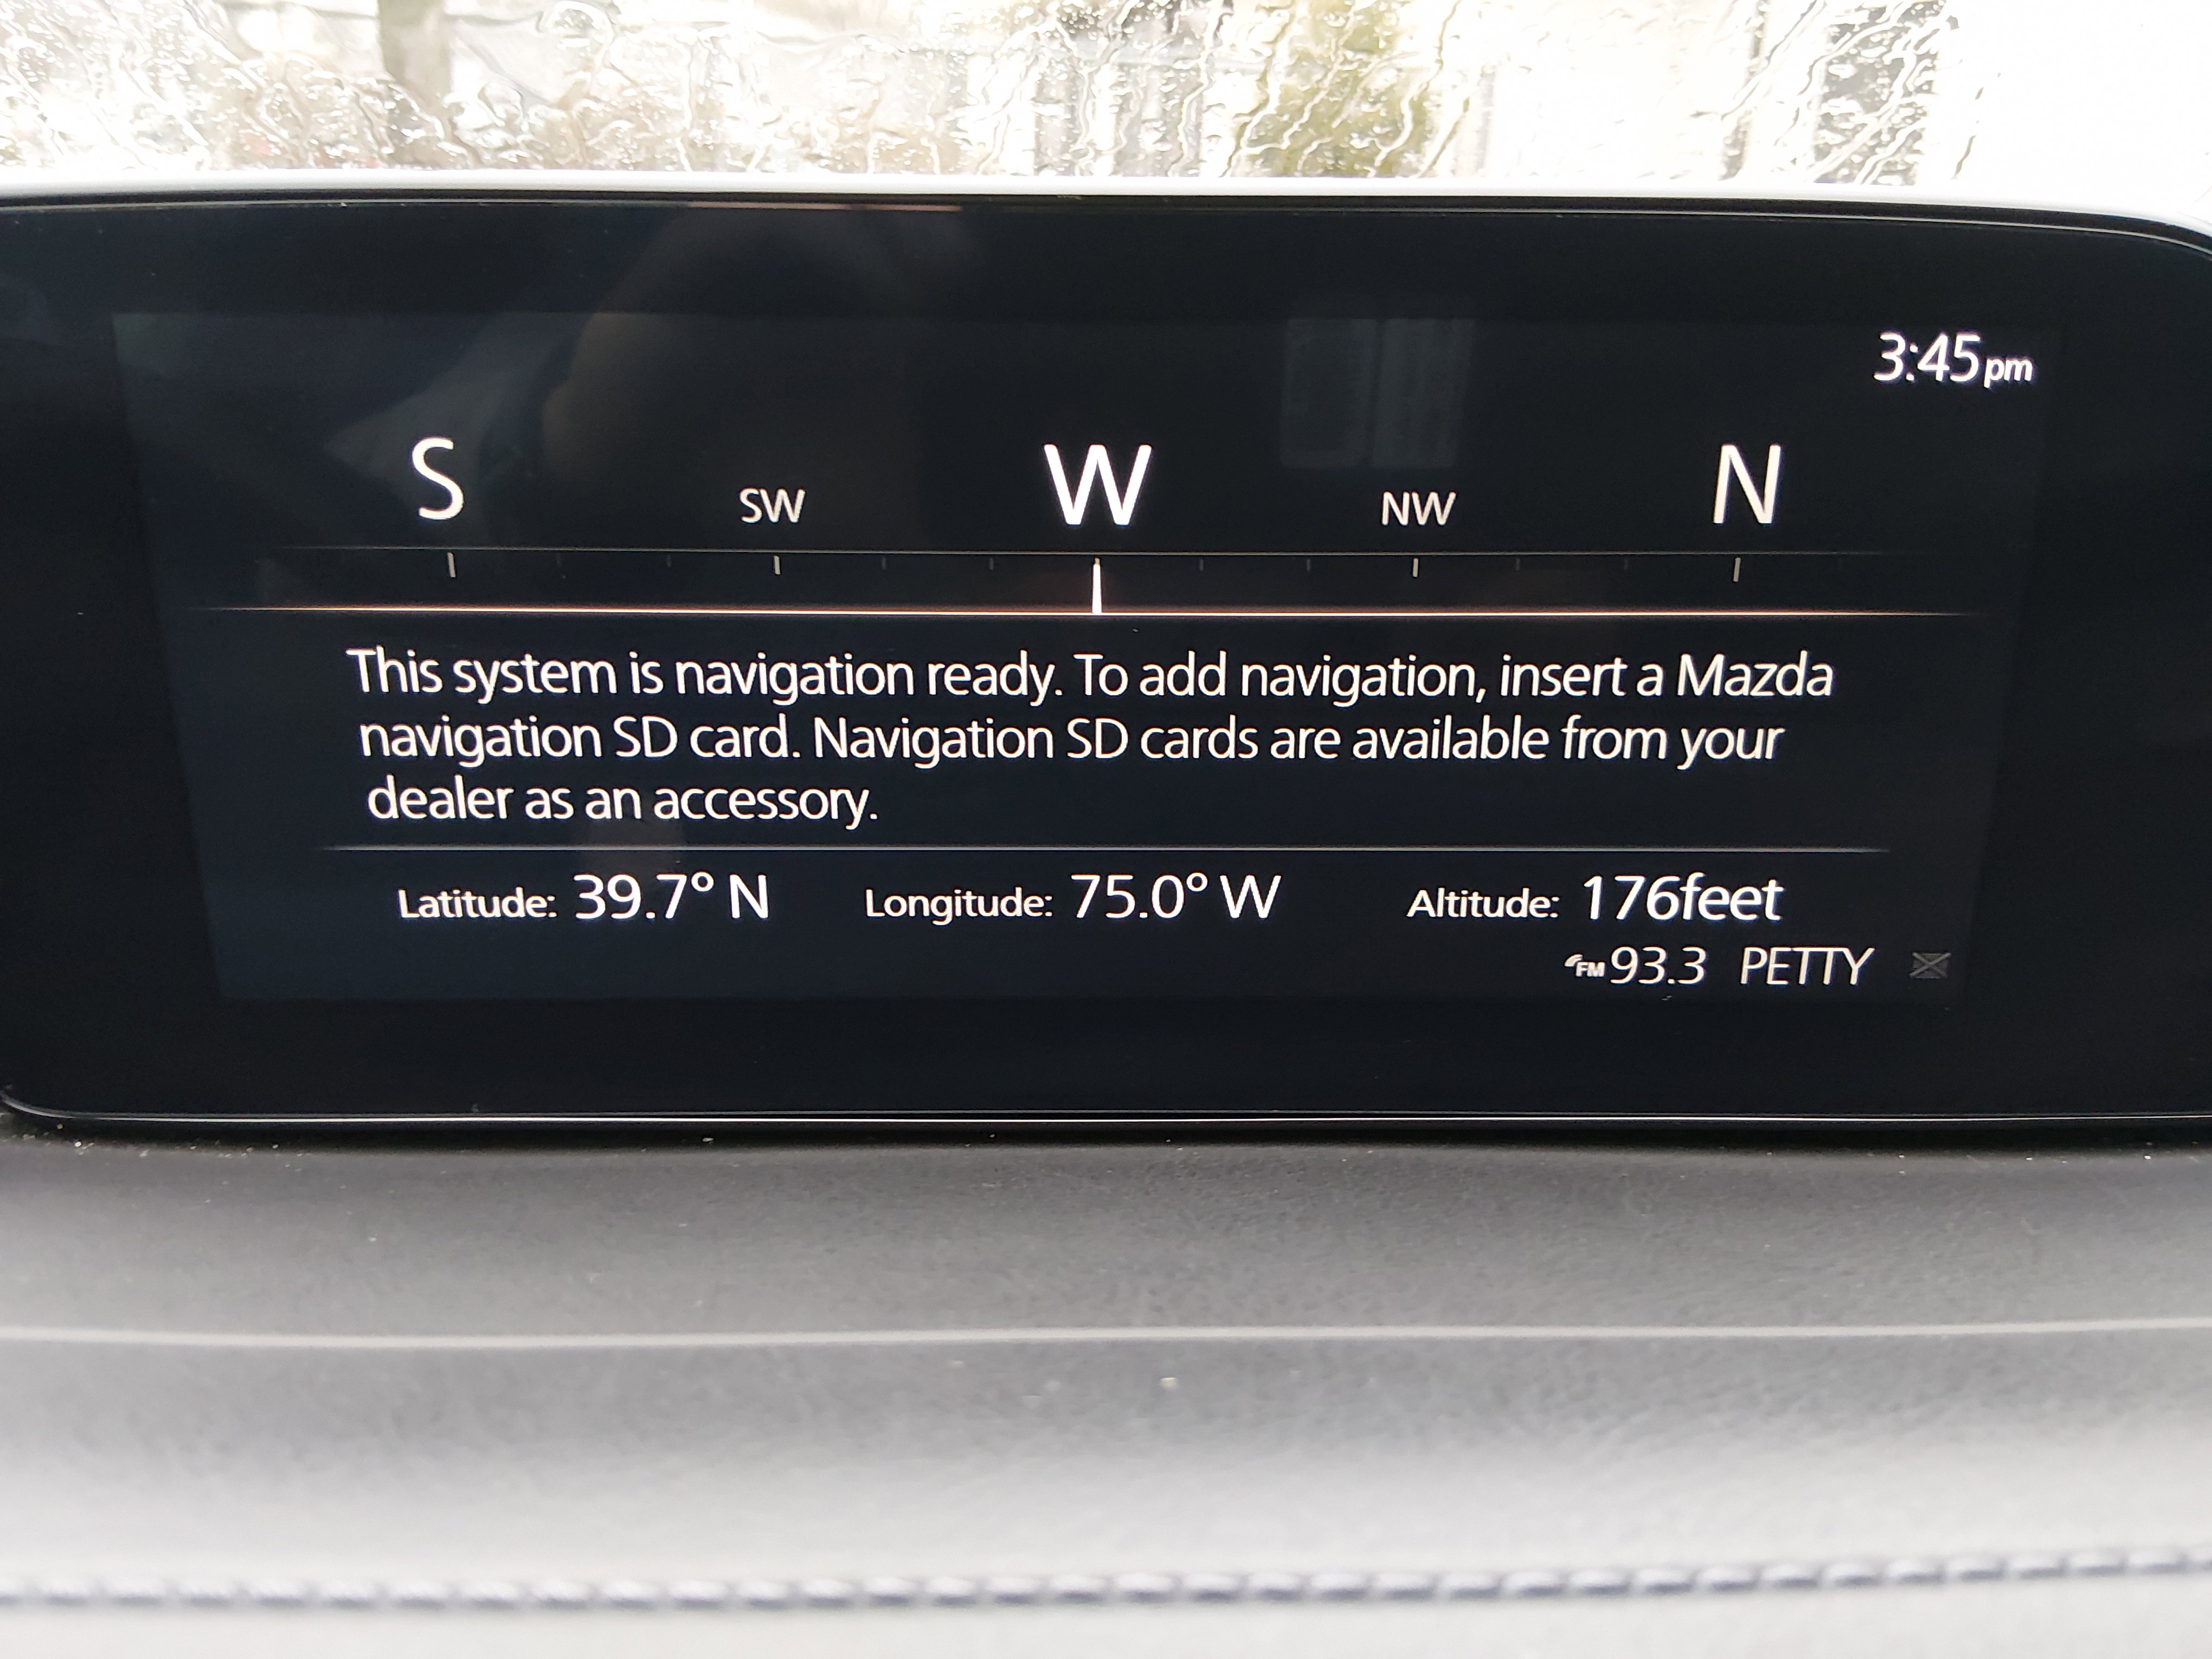 3:45pm
S SW W NW N
This system is navigation ready. To add navigation, insert a Mazda
navigation SD card. Navigation SD cards are available from your
dealer as an accessory.
Latitude: 39.7° N Longitude: 75.0° W Altitude: 176feet
FM 93.3 PETTY